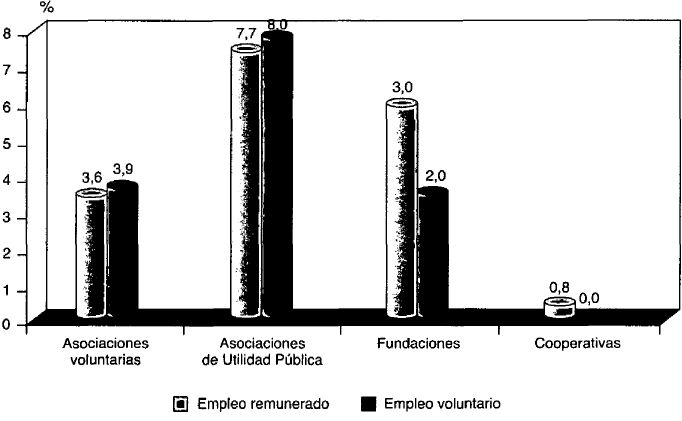 %
8
7
6
5
4
3
2
1
0
3,6
3,9
7,7
8,0
3,0
2,0
0,8
0,0
Asociaciones
voluntarias
Asociaciones
de Utilidad Pública
Fundaciones
Cooperativas
Empleo remunerado
Empleo voluntario